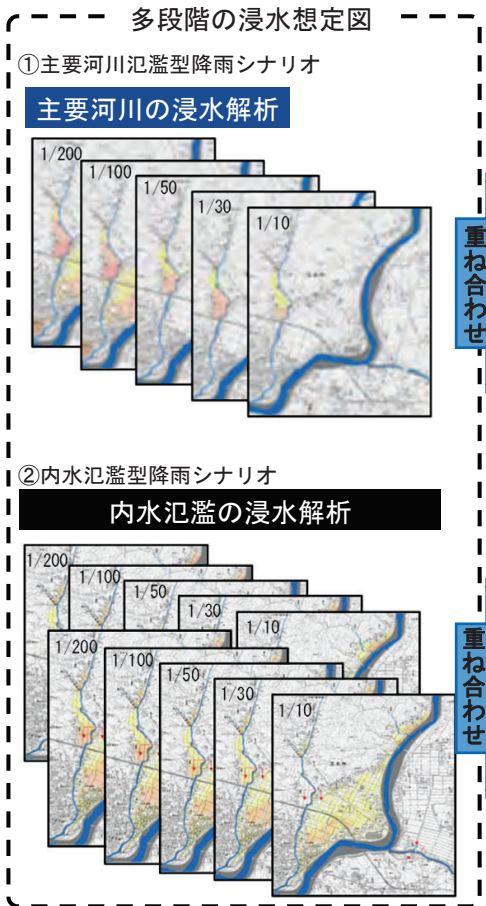 多段階の浸水想定図
①主要河川氾濫型降雨シナリオ
主要河川の浸水解析
1/200
1/100
1/50
1/30
1/10
重ね合わせ
②内水氾濫型降雨シナリオ
内水氾濫の浸水解析
1/200
1/100
1/50
1/30
1/10
1/200
1/100
1/50
1/30
1/10
重ね合わせ